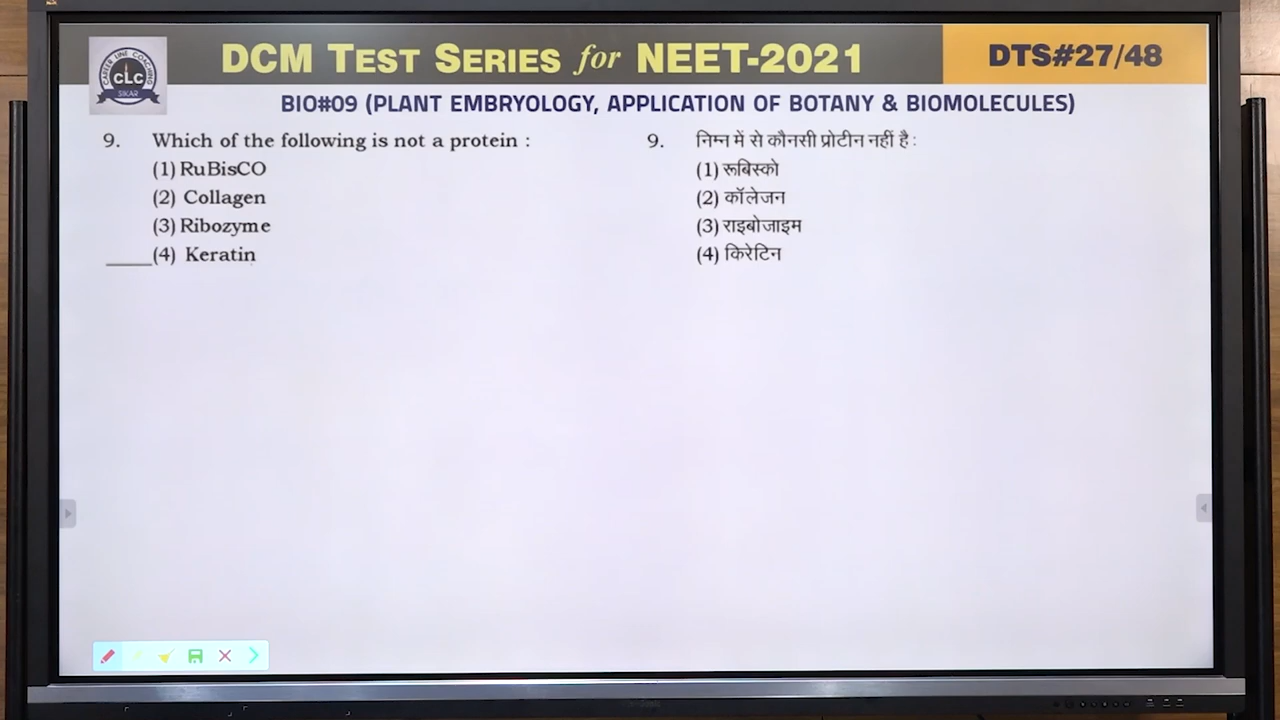 CAREER LINE COACHING
CLC
SIKAR
DCM TEST SERIES for NEET-2021
DTS#27/48
BIO#09 (PLANT EMBRYOLOGY, APPLICATION OF BOTANY & BIOMOLECULES)
9. Which of the following is not a protein :
(1) RuBisCO
(2) Collagen
(3) Ribozyme
(4) Keratin
9. निम्न में से कौनसी प्रोटीन नहीं है :
(1) रूबिस्को
(2) कॉलेजन
(3) राइबोजाइम
(4) किरेटिन